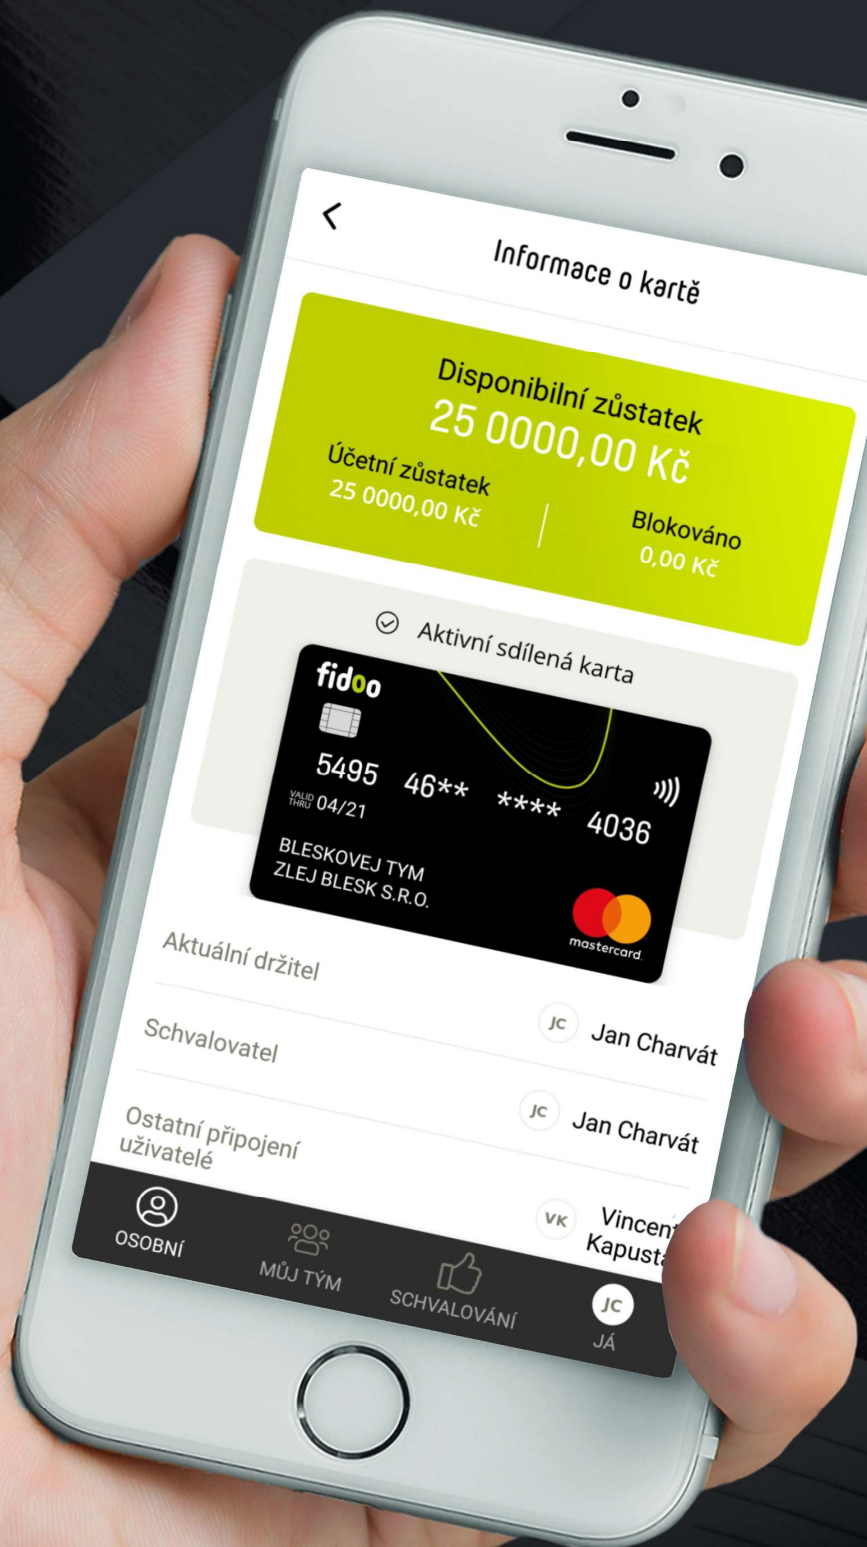 Informace o kartě
Disponibilní zůstatek
25 0000,00 Kč
Účetní zůstatek
25 0000,00 Kč
Blokováno
0,00 Kč
Aktivní sdílená karta
fidoo
5495 46** **** 4036
VALID
THRU 04/21
BLESKOVEJ TYM
ZLEJ BLESK S.R.O.
mastercard
Aktuální držitel
JC Jan Charvát
Schvalovatel
JC Jan Charvát
Ostatní připojení
uživatelé
VK
OSOBNÍ
MŮJ TÝM
SCHVALOVÁNÍ
JC
JÁ